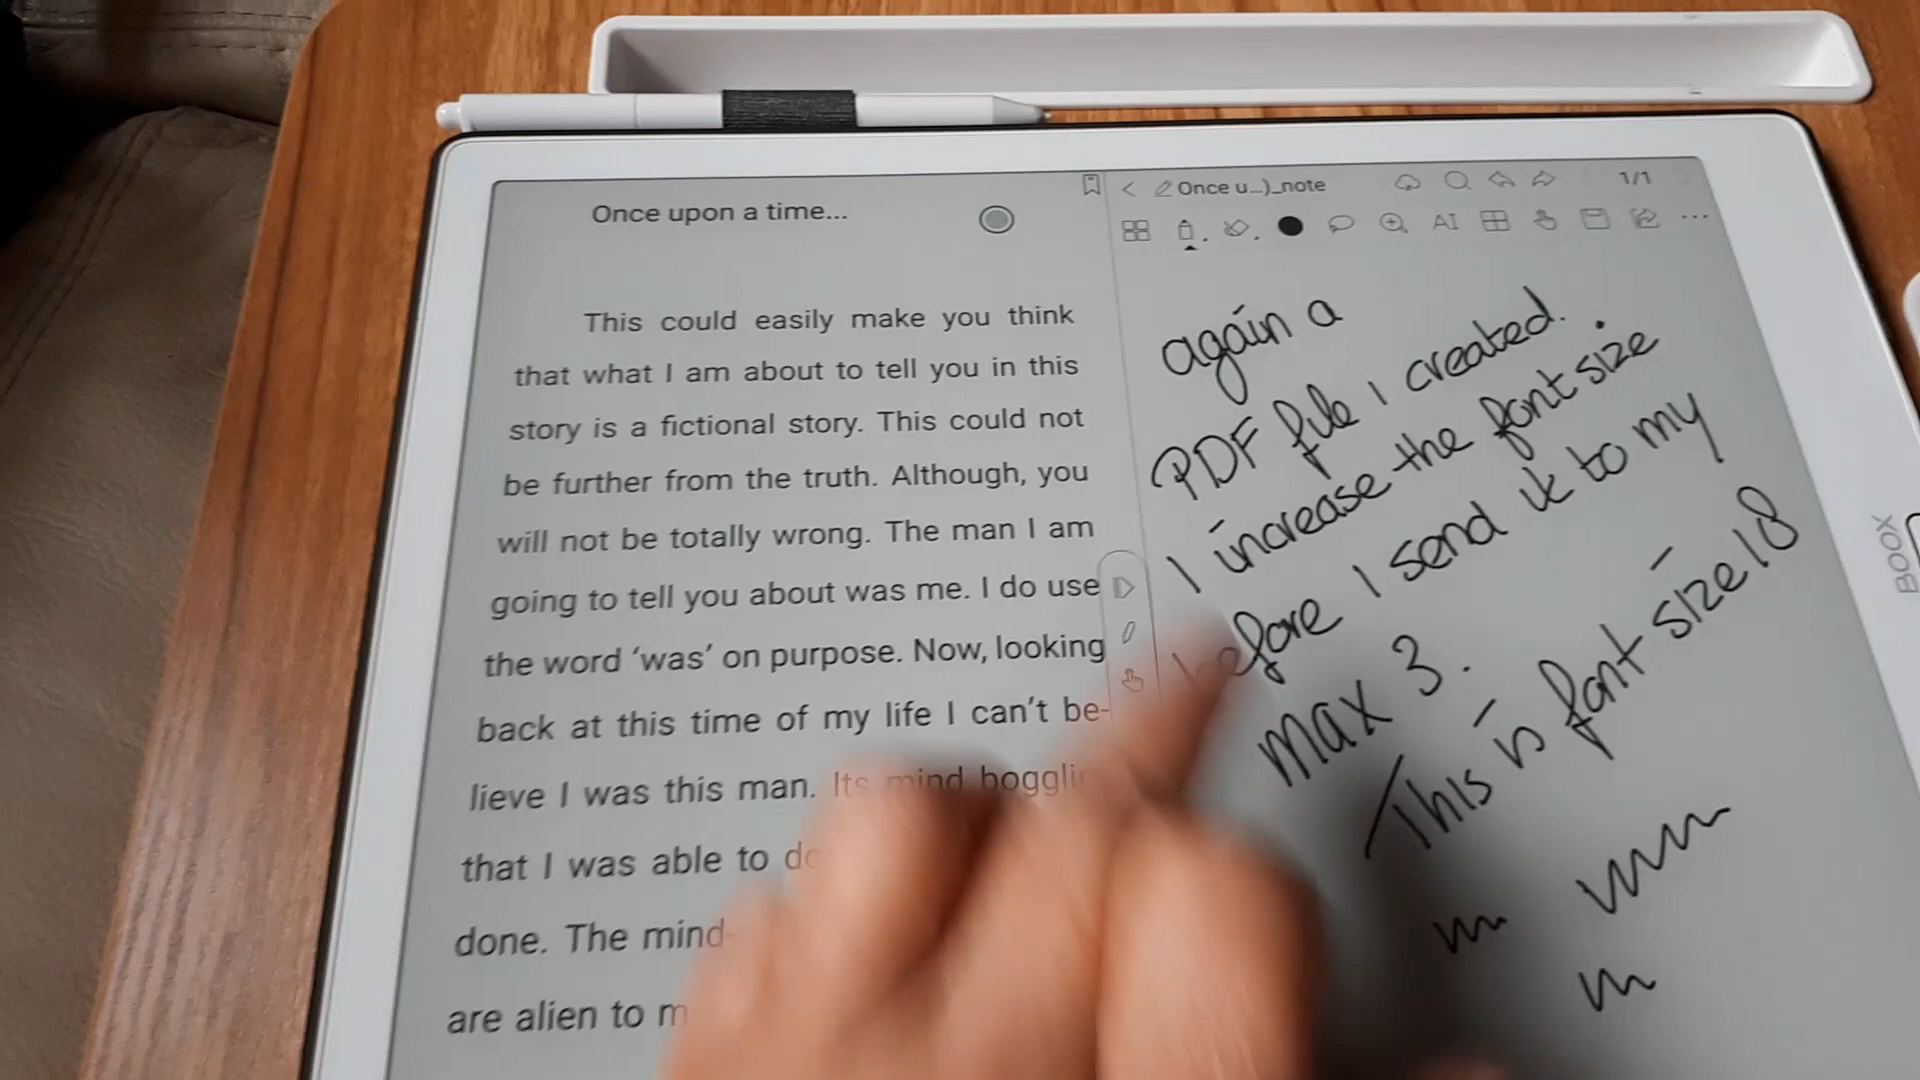 Once upon a time...
This could easily make you think
that what I am about to tell you in this
story is a fictional story. This could not
be further from the truth. Although, you
will not be totally wrong. The man I am
going to tell you about was me. I do use
the word ‘was’ on purpose. Now, looking
back at this time of my life I can’t be-
lieve I was this man. Its mind
that I was able to
done. The mind-
are alien to
Once u...)_note
1/1
AI
again a
PDF file I created.
I increase the font size
before I send it to my
max 3.
This is font size 18
BOOX